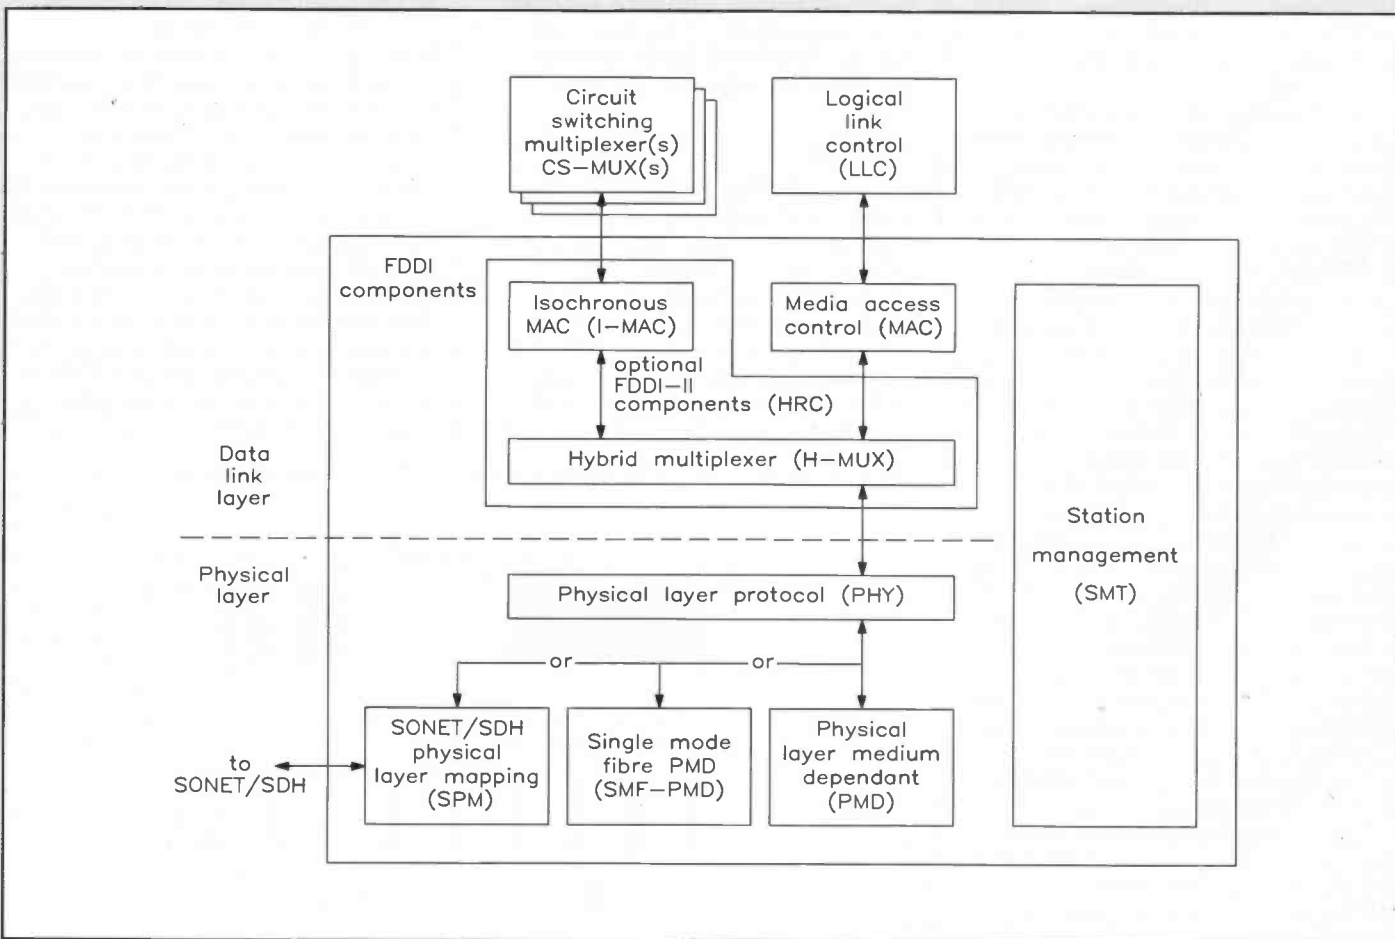 Circuit
switching
multiplexer(s)
CS-MUX(s)
Logical
link
control
(LLC)
FDDI
components
Isochronous
MAC (I-MAC)
Media access
control (MAC)
optional
FDDI-II
components (HRC)
Hybrid multiplexer (H-MUX)
Data
link
layer
Station
management
(SMT)
Physical
layer
Physical layer protocol (PHY)
or
or
SONET/SDH
physical
layer mapping
(SPM)
Single mode
fibre PMD
(SMF-PMD)
Physical
layer medium
dependant
(PMD)
to
SONET/SDH